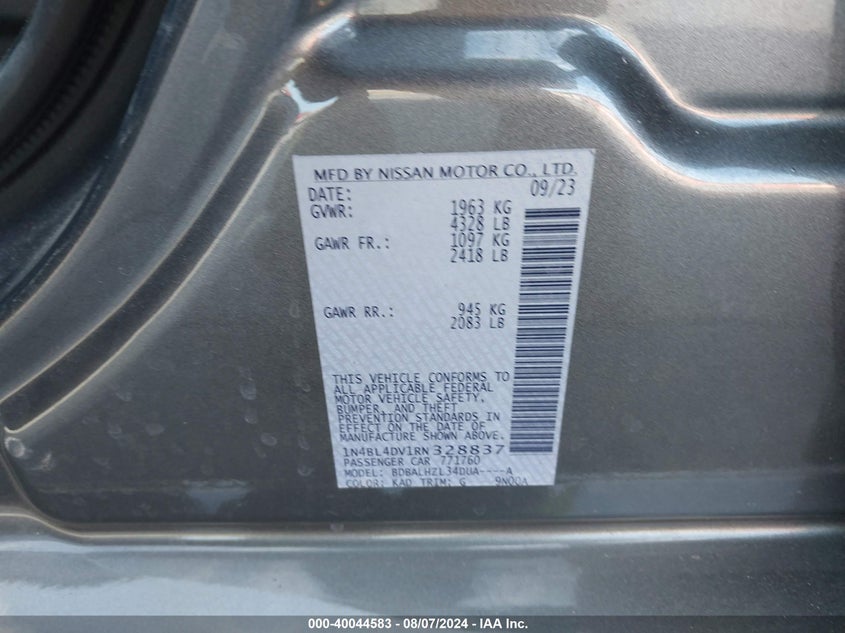 MFD BY NISSAN MOTOR CO., LTD.
DATE: 09/23
GVWR: 1963 KG
4328 LB
GAWR FR.: 1097 KG
2418 LB
GAWR RR.: 945 KG
2083 LB
THIS VEHICLE CONFORMS TO
ALL APPLICABLE FEDERAL
MOTOR VEHICLE SAFETY,
BUMPER, AND THEFT
PREVENTION STANDARDS IN
EFFECT ON THE DATE OF
MANUFACTURE SHOWN ABOVE.
1N4BL4DV1RN328837
PASSENGER CAR 771760
MODEL: BDBALHZL34DUA----A
COLOR: KAD TRIM: G 9NQQA
000-40044583 - 08/07/2024 - IAA Inc.